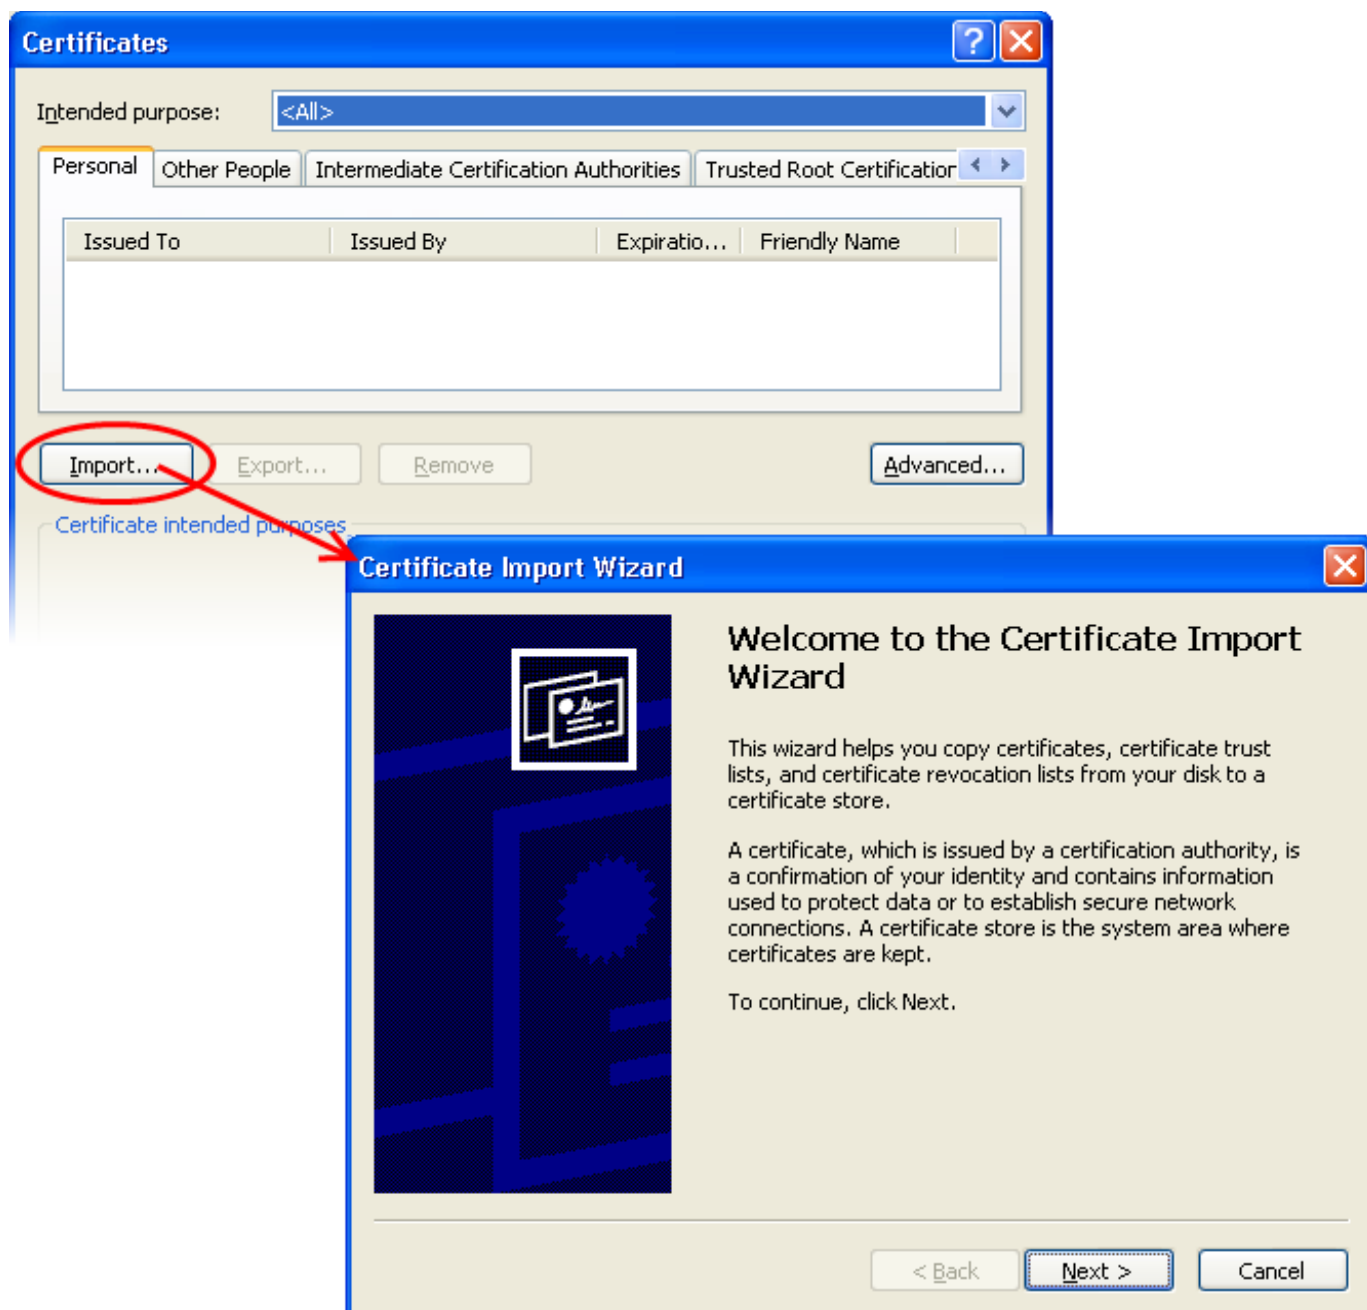 Certificates
Intended purpose: <All>
Personal Other People Intermediate Certification Authorities Trusted Root Certification
Issued To Issued By Expiratio... Friendly Name
Import... Export... Remove Advanced...
Certificate intended purposes
Certificate Import Wizard
Welcome to the Certificate Import
Wizard
This wizard helps you copy certificates, certificate trust
lists, and certificate revocation lists from your disk to a
certificate store.
A certificate, which is issued by a certification authority, is
a confirmation of your identity and contains information
used to protect data or to establish secure network
connections. A certificate store is the system area where
certificates are kept.
To continue, click Next.
< Back Next > Cancel